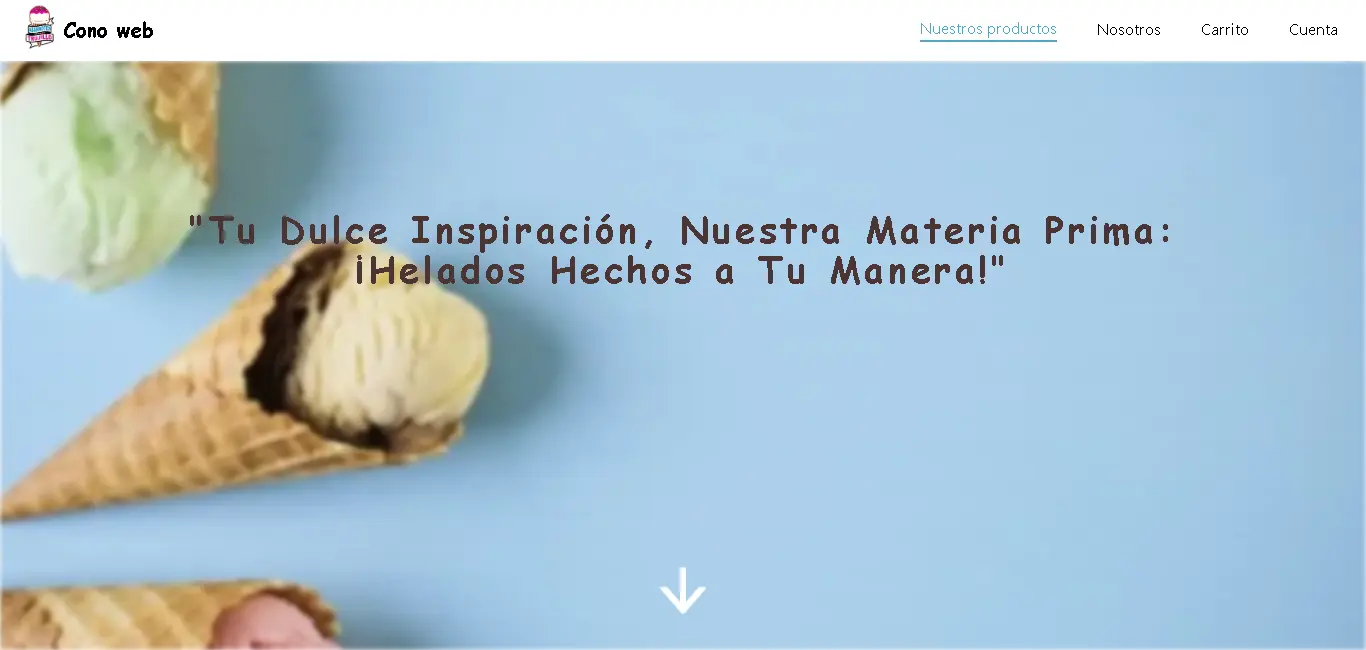 Cono web
Nuestros productos
Nosotros
Carrito
Cuenta
"Tu Dulce Inspiración, Nuestra Materia Prima:
¡Helados Hechos a Tu Manera!"